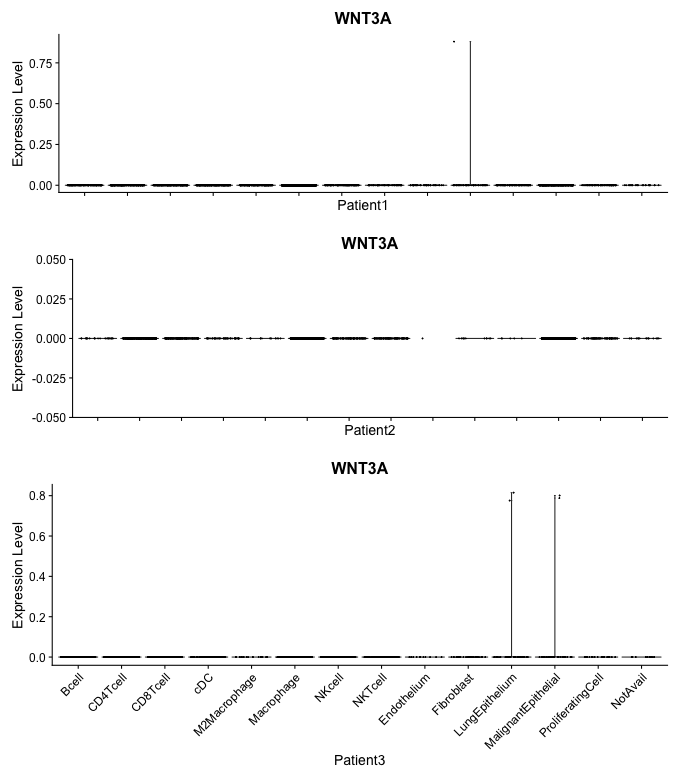 WNT3A
Expression Level
0.75
0.50
0.25
0.00
Patient1
WNT3A
Expression Level
0.050
0.025
0.000
-0.025
-0.050
Patient2
WNT3A
Expression Level
0.8
0.6
0.4
0.2
0.0
Bcell
CD4Tcell
CD8Tcell
cDC
M2Macrophage
Macrophage
NKcell
NKTcell
Endothelium
Fibroblast
LungEpithelium
MalignantEpithelial
ProliferatingCell
NotAvail
Patient3